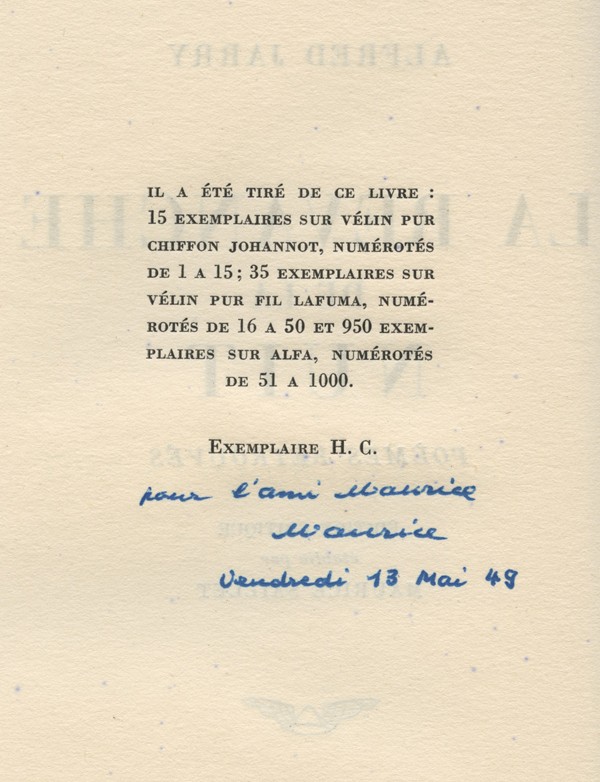 IL A ÉTÉ TIRÉ DE CE LIVRE :
15 EXEMPLAIRES SUR VÉLIN PUR
CHIFFON JOHANNOT, NUMÉROTÉS
DE 1 A 15 ; 35 EXEMPLAIRES SUR
VÉLIN PUR FIL LAFUMA, NUMÉ-
ROTÉS DE 16 A 50 ET 950 EXEM-
PLAIRES SUR ALFA, NUMÉROTÉS
DE 51 A 1000.
EXEMPLAIRE H. C.
pour l'ami Maurice
Maurice
Vendredi 13 Mai 49